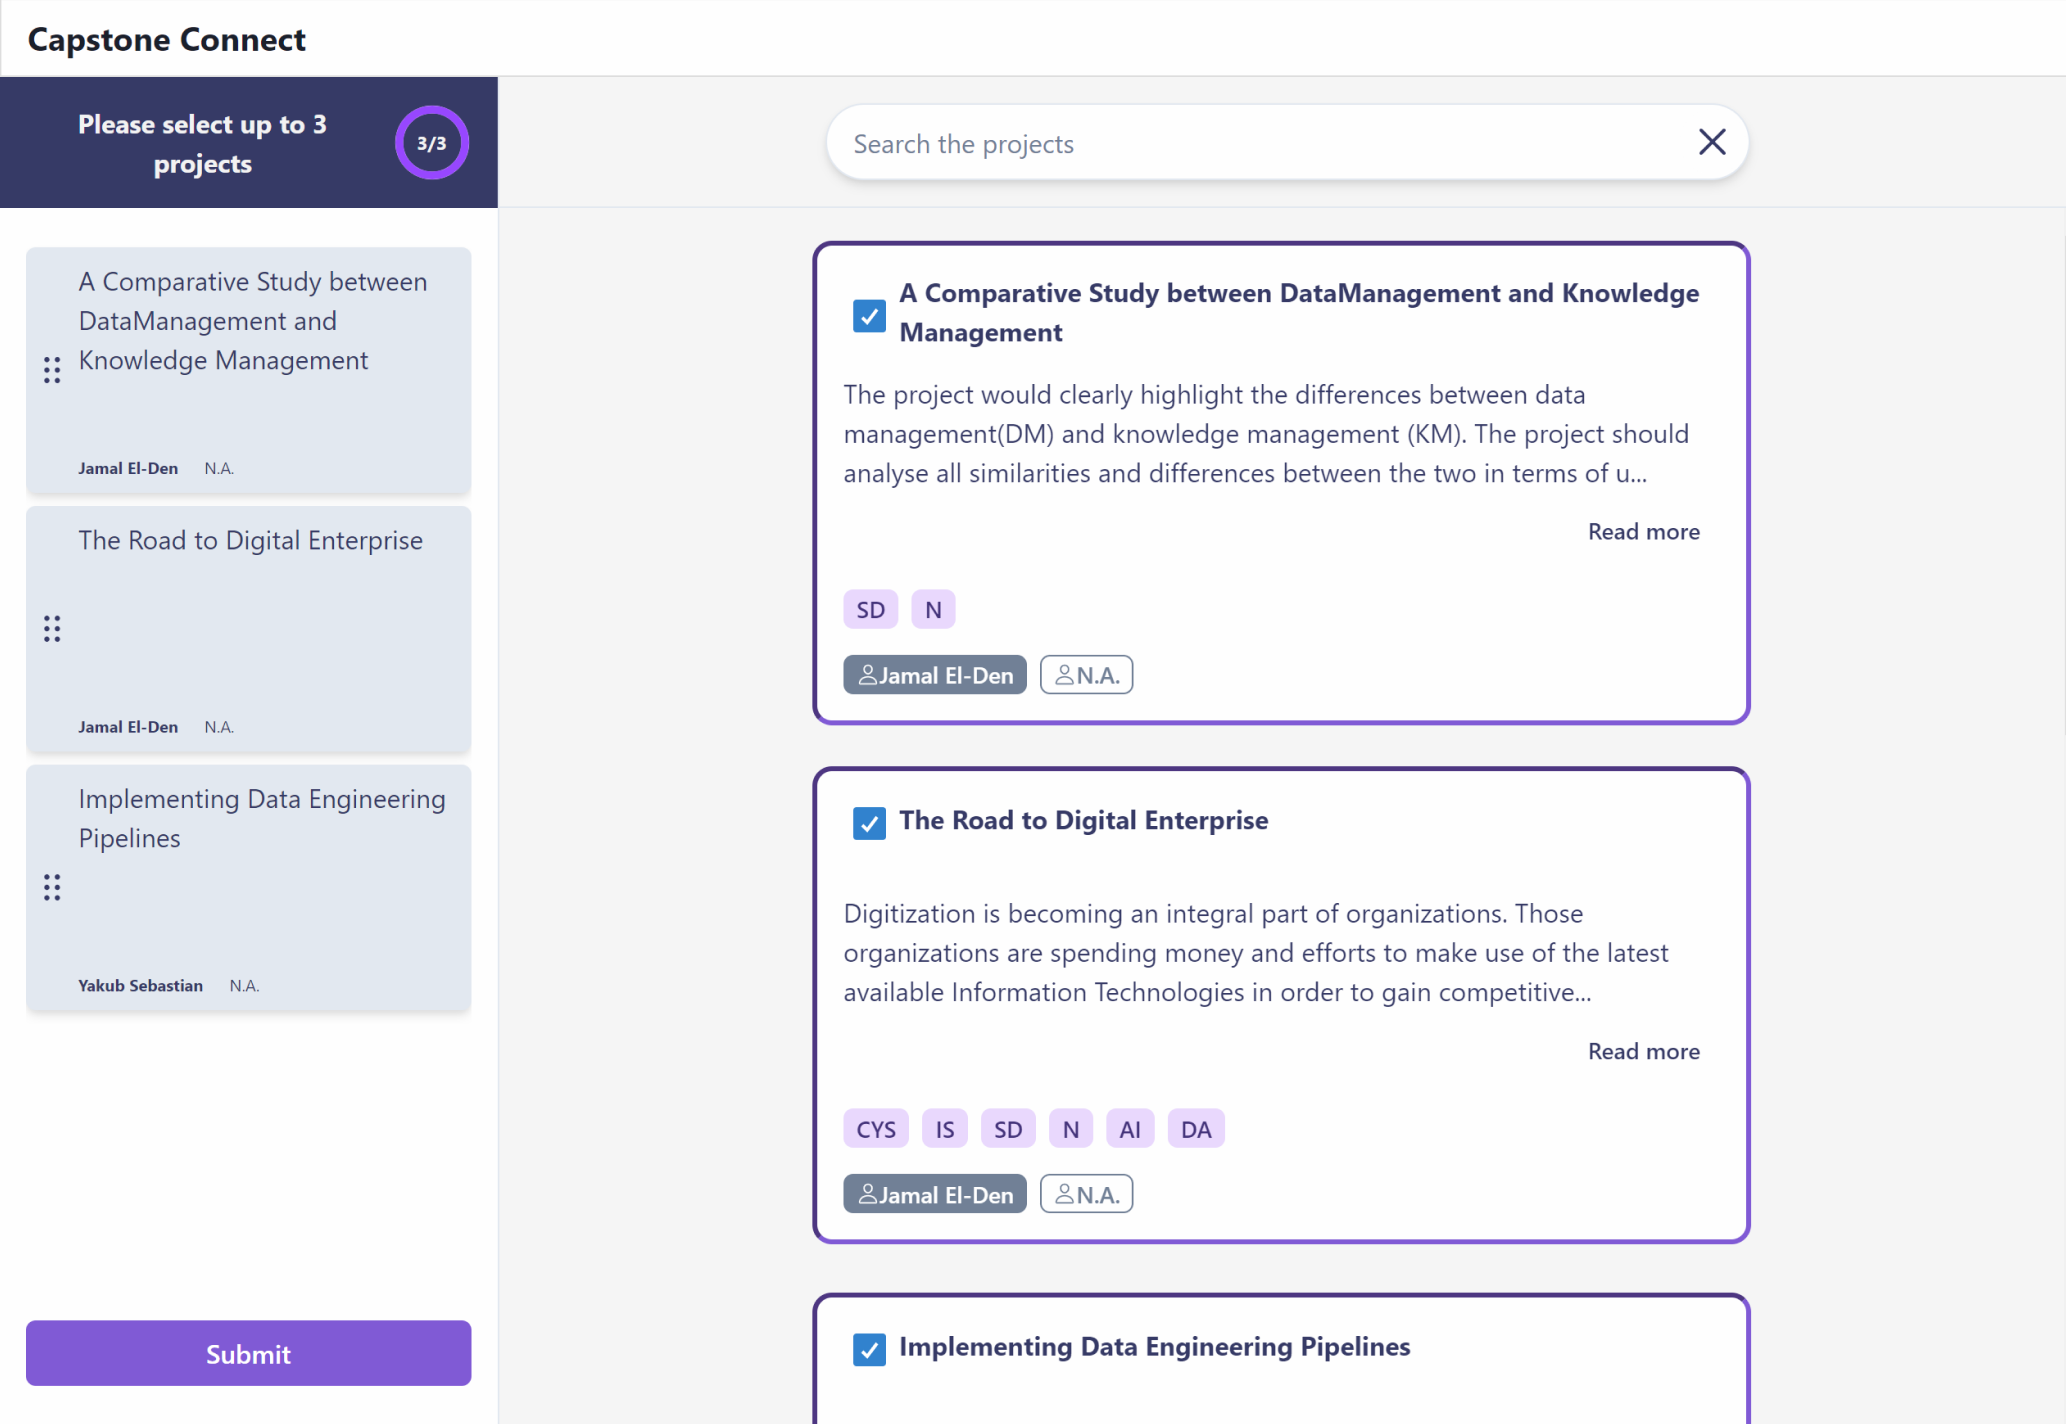 Capstone Connect
Please select up to 3
projects
3/3
A Comparative Study between
DataManagement and
Knowledge Management
Jamal El-Den N.A.
The Road to Digital Enterprise
Jamal El-Den N.A.
Implementing Data Engineering
Pipelines
Yakub Sebastian N.A.
Submit
Search the projects
A Comparative Study between DataManagement and Knowledge
Management
The project would clearly highlight the differences between data
management(DM) and knowledge management (KM). The project should
analyse all similarities and differences between the two in terms of u...
Read more
SD N
Jamal El-Den N.A.
The Road to Digital Enterprise
Digitization is becoming an integral part of organizations. Those
organizations are spending money and efforts to make use of the latest
available Information Technologies in order to gain competitive...
Read more
CYS IS SD N AI DA
Jamal El-Den N.A.
Implementing Data Engineering Pipelines